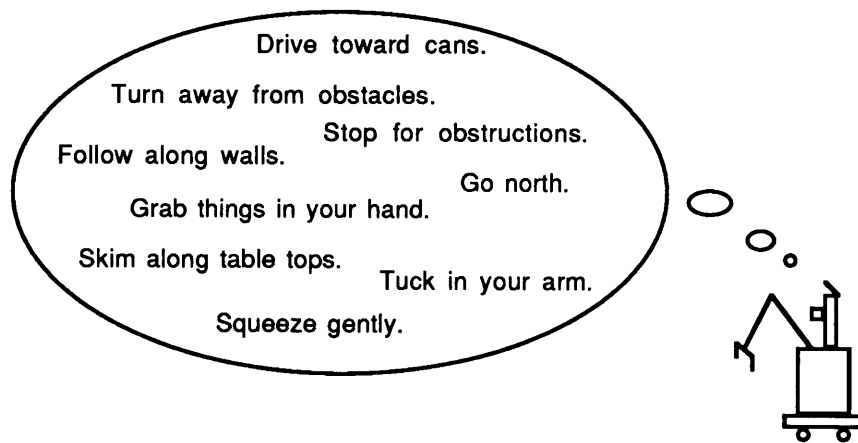 Drive toward cans.
Turn away from obstacles.
Stop for obstructions.
Follow along walls.
Go north.
Grab things in your hand.
Skim along table tops.
Tuck in your arm.
Squeeze gently.